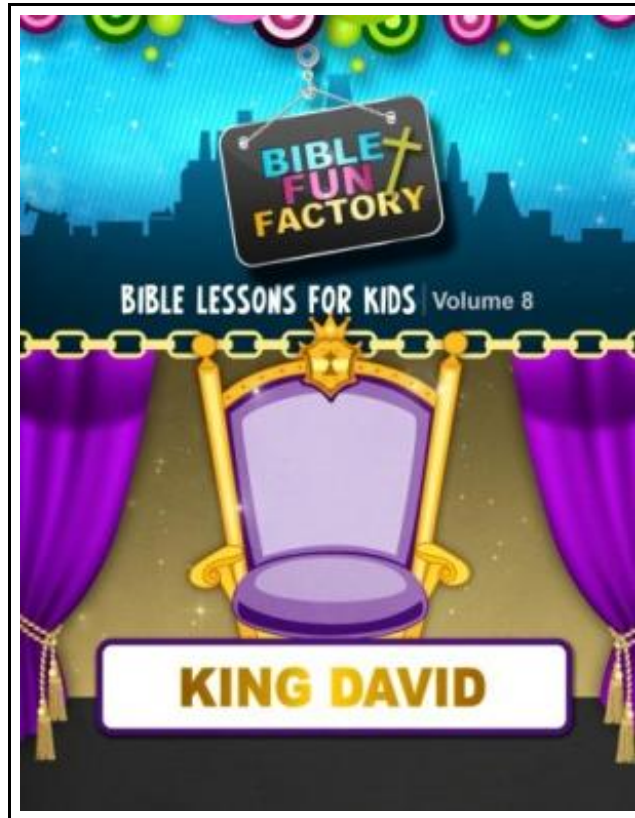 BIBLE
FUN
FACTORY
BIBLE LESSONS FOR KIDS | Volume 8
KING DAVID